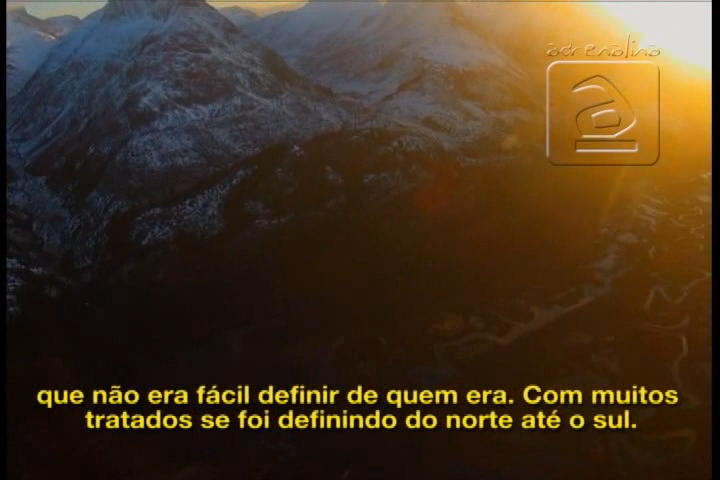 adrenalina
a
que não era fácil definir de quem era. Com muitos
tratados se foi definindo do norte até o sul.